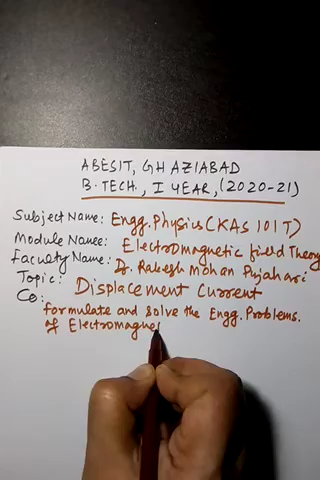 ABESIT, GHAZIABAD
B.TECH., I YEAR, (2020-21)
Subject Name: Engg. Physics (KAS 101T)
Module Name: Electromagnetic field Theory
Faculty Name: Dr. Rakesh Mohan Pujahari
Topic: Displacement Current
Co:
formulate and solve the Engg. Problems.
of Electromagne